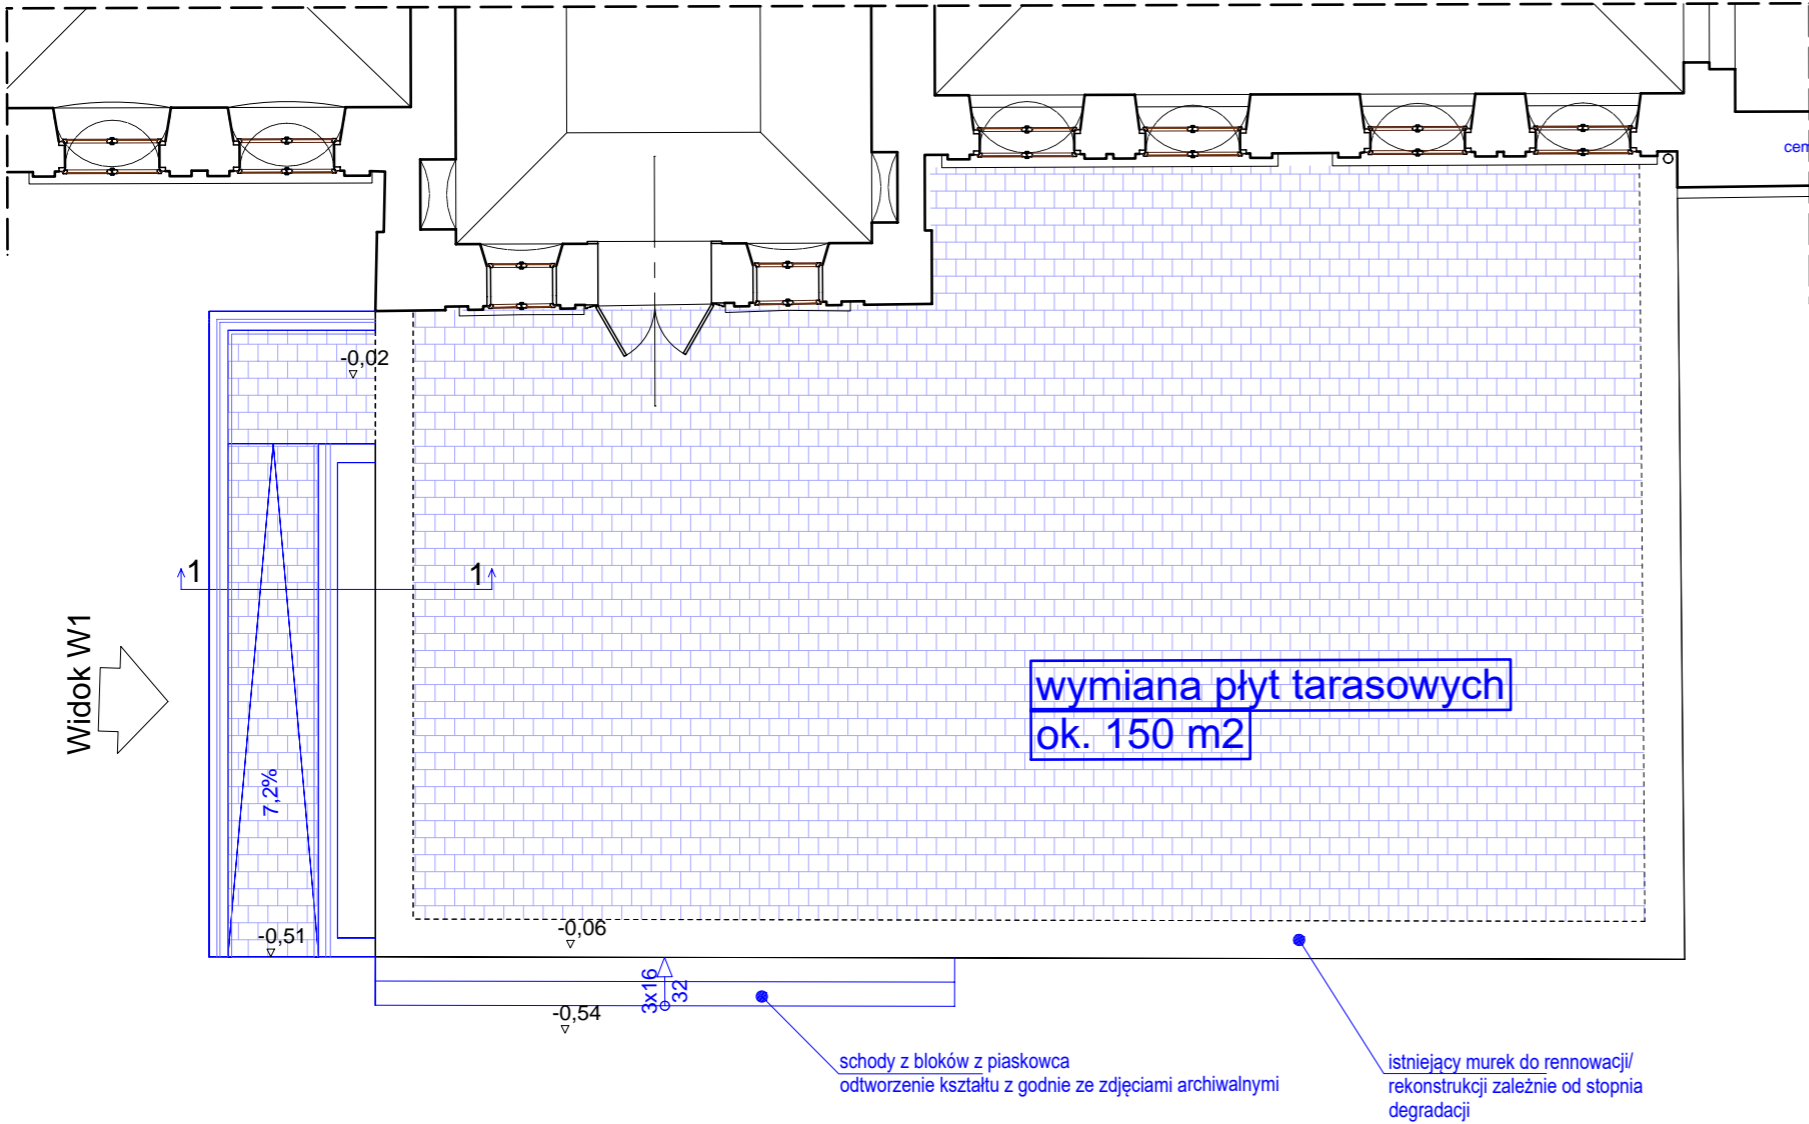 cem
-0,02
1
1
Widok W1
wymiana płyt tarasowych
ok. 150 m2
7,2%
-0,51
-0,06
3x16
32
-0,54
schody z bloków z piaskowca
odtworzenie kształtu z godnie ze zdjęciami archiwalnymi
istniejący murek do rennowacji/
rekonstrukcji zależnie od stopnia
degradacji